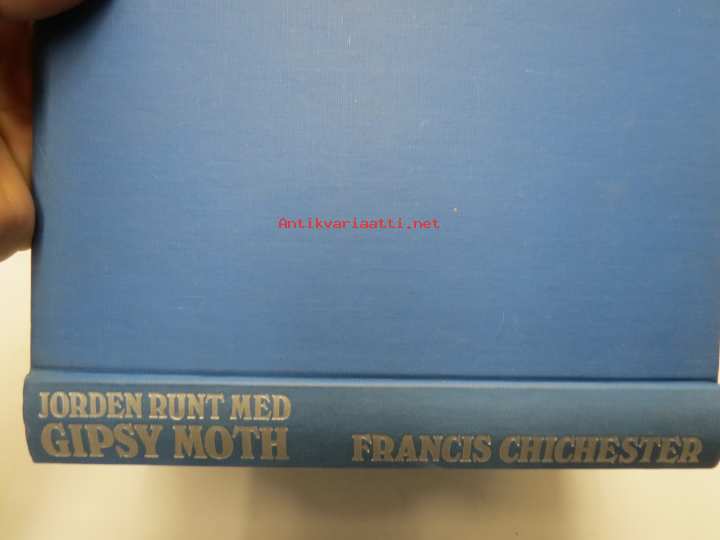 Antikvariaatti.net
JORDEN RUNT MED
GIPSY MOTH
FRANCIS CHICHESTER